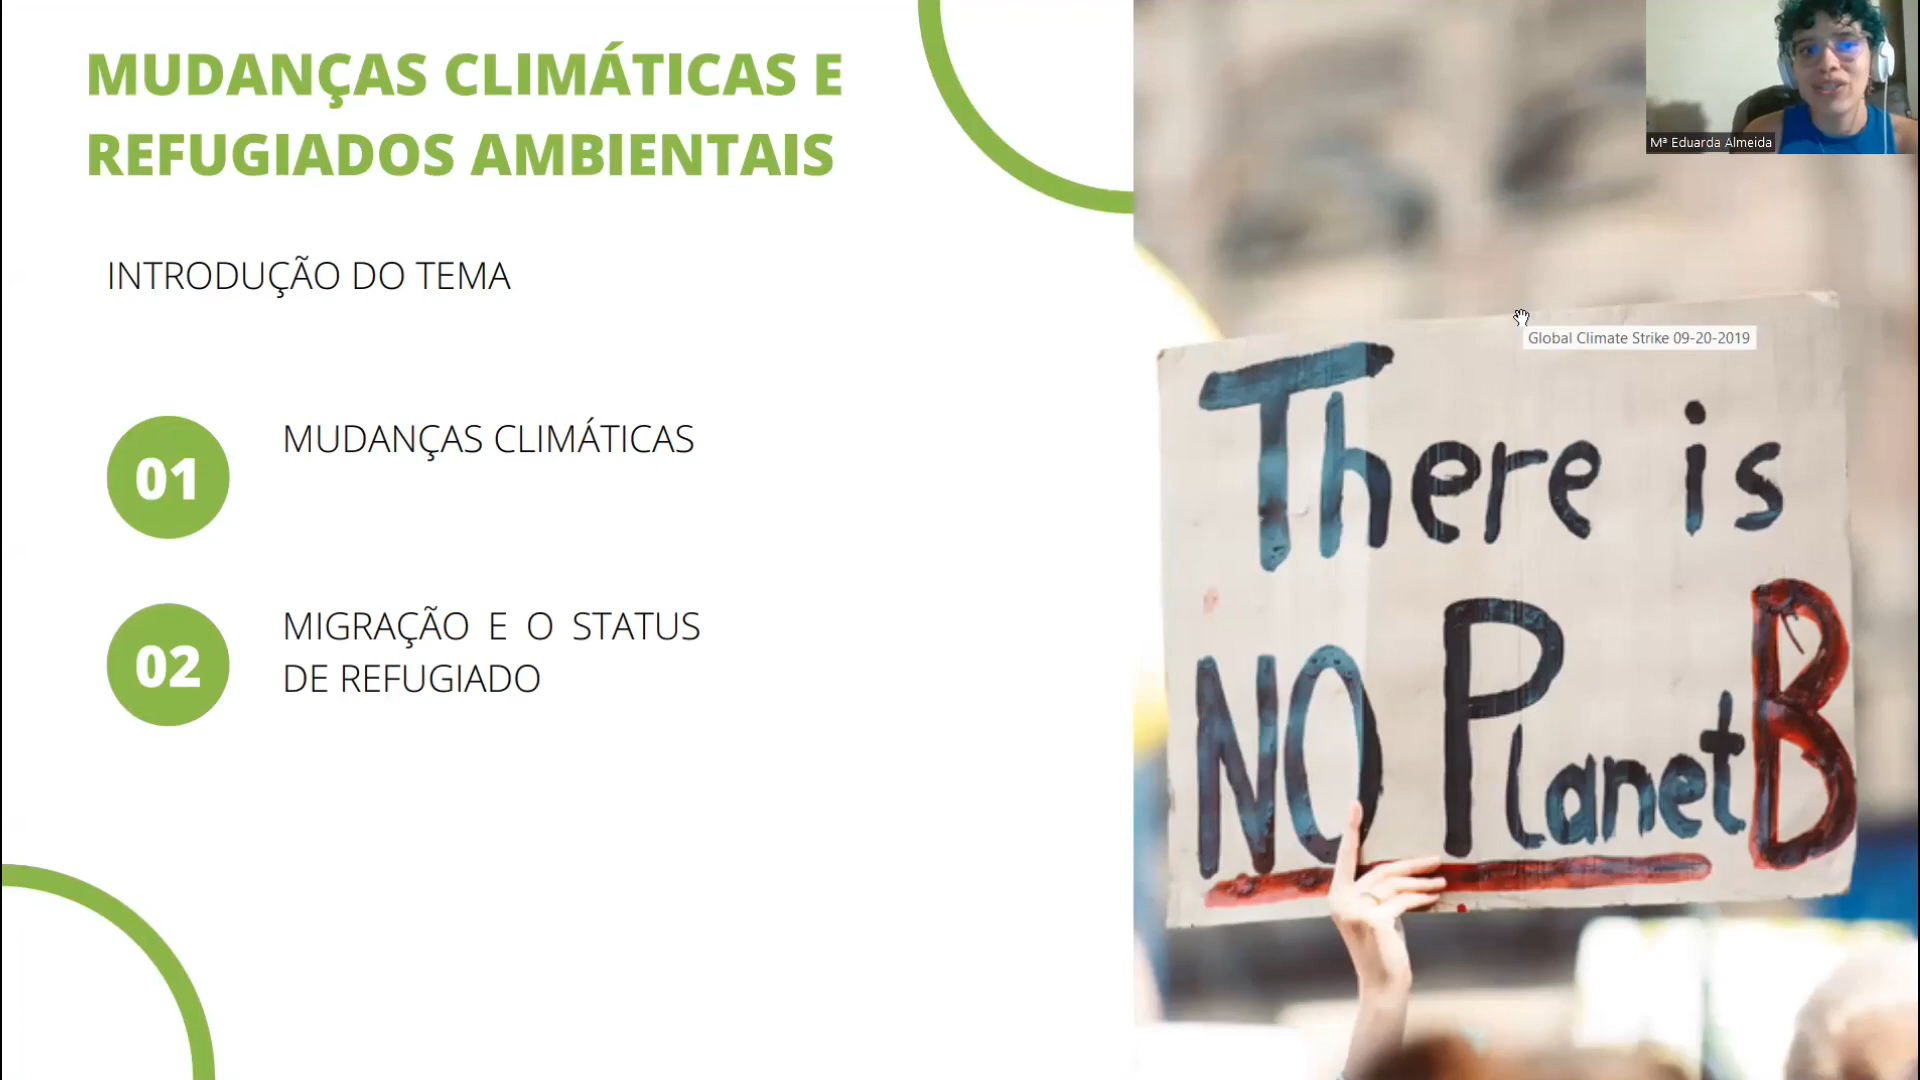 MUDANÇAS CLIMÁTICAS E
REFUGIADOS AMBIENTAIS
INTRODUÇÃO DO TEMA
01
MUDANÇAS CLIMÁTICAS
02
MIGRAÇÃO E O STATUS
DE REFUGIADO
Mª Eduarda Almeida
Global Climate Strike 09-20-2019
There is
NO Planet B